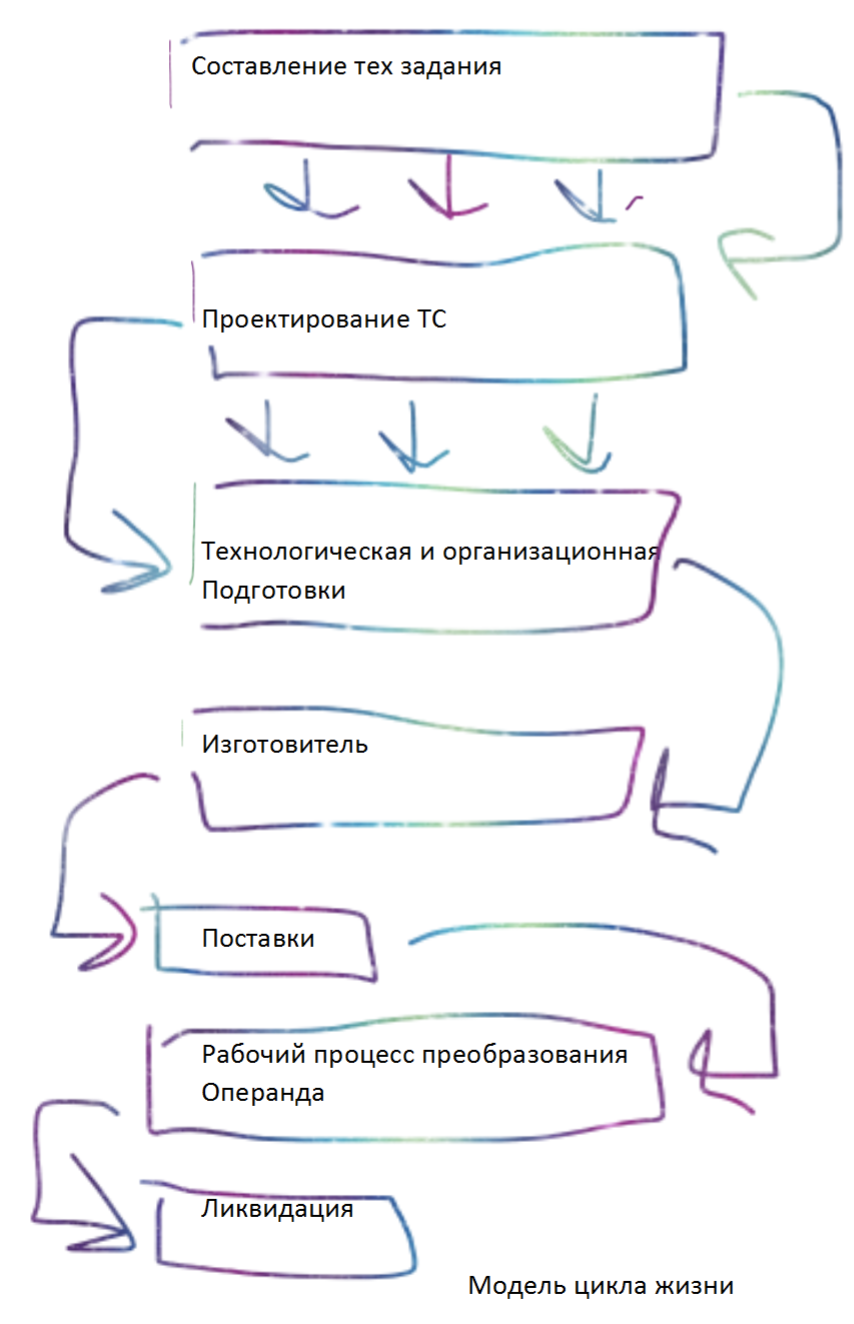 Составление тех задания
Проектирование ТС
Технологическая и организационная
Подготовки
Изготовитель
Поставки
Рабочий процесс преобразования
Операнда
Ликвидация
Модель цикла жизни